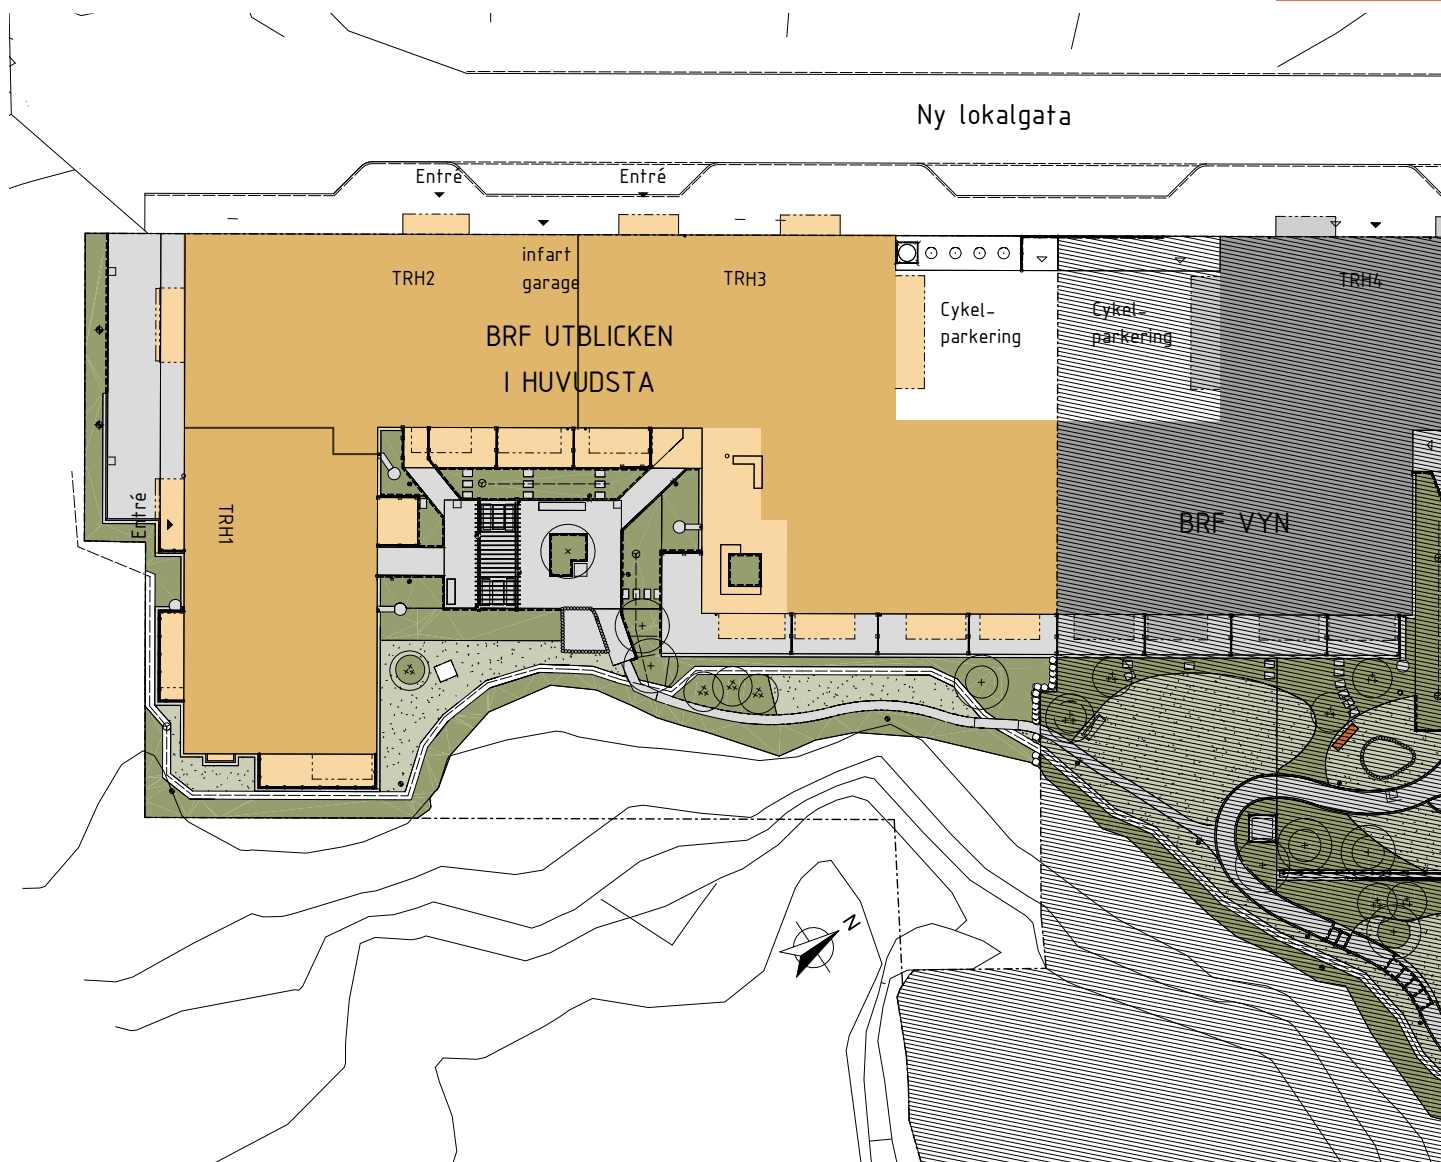 Ny lokalgata
Entré
Entré
infart
garage
TRH2
TRH3
TRH4
Cykel-
parkering
Cykel-
parkering
BRF UTBLICKEN
I HUVUDSTA
Entré
TRH1
BRF VYN
N